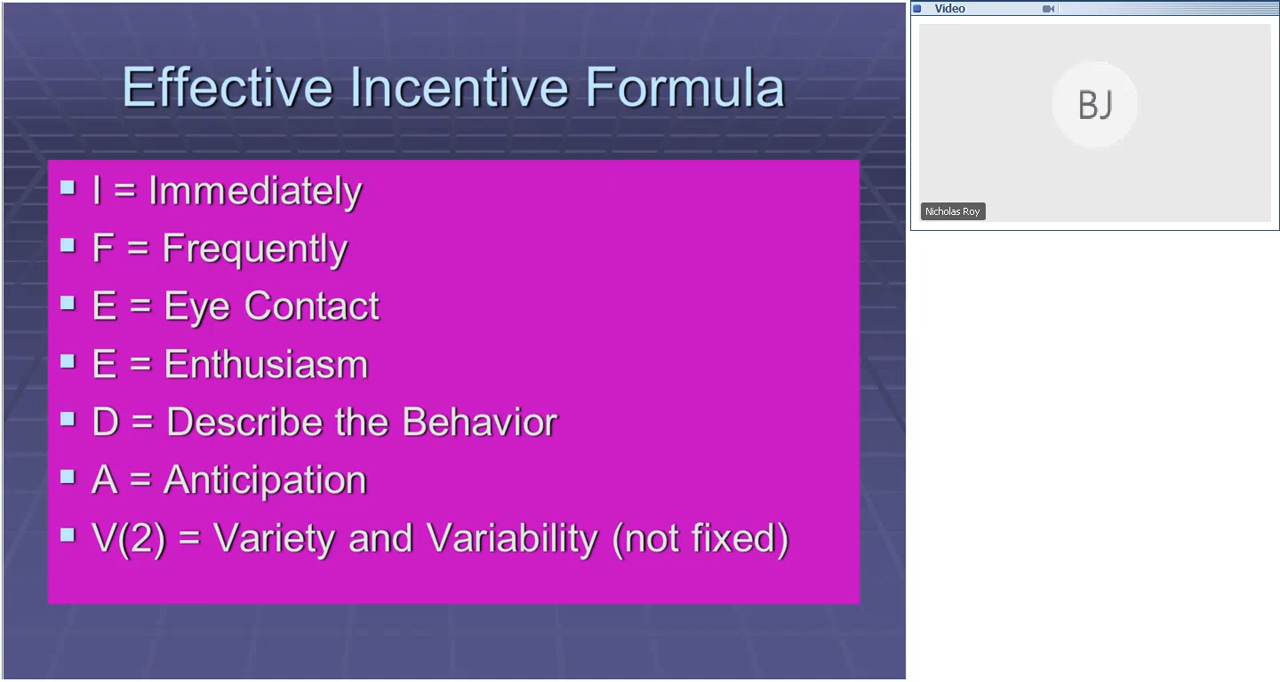 Effective Incentive Formula
I = Immediately
F = Frequently
E = Eye Contact
E = Enthusiasm
D = Describe the Behavior
A = Anticipation
V(2) = Variety and Variability (not fixed)
Video
BJ
Nicholas Roy